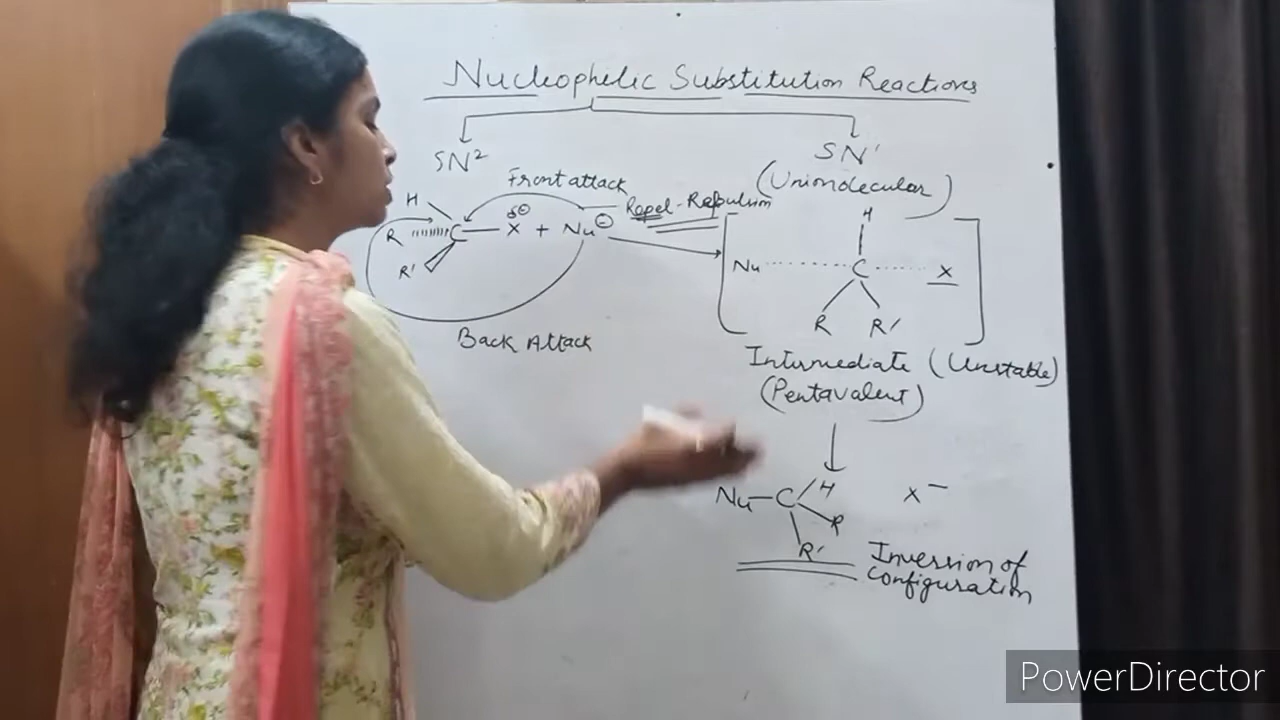 Nucleophilic Substitution Reactions
SN²
SN¹
(Unimolecular)
Front attack
Repel-Repulsion
H
R C — X δ⊖ + Nu⊖
R'
Back Attack
H
Nu ........ C ...... X
R R'
Intermediate (Unstable)
(Pentavalent)
Nu—C H X⁻
R
R'
Inversion of
configuration
PowerDirector